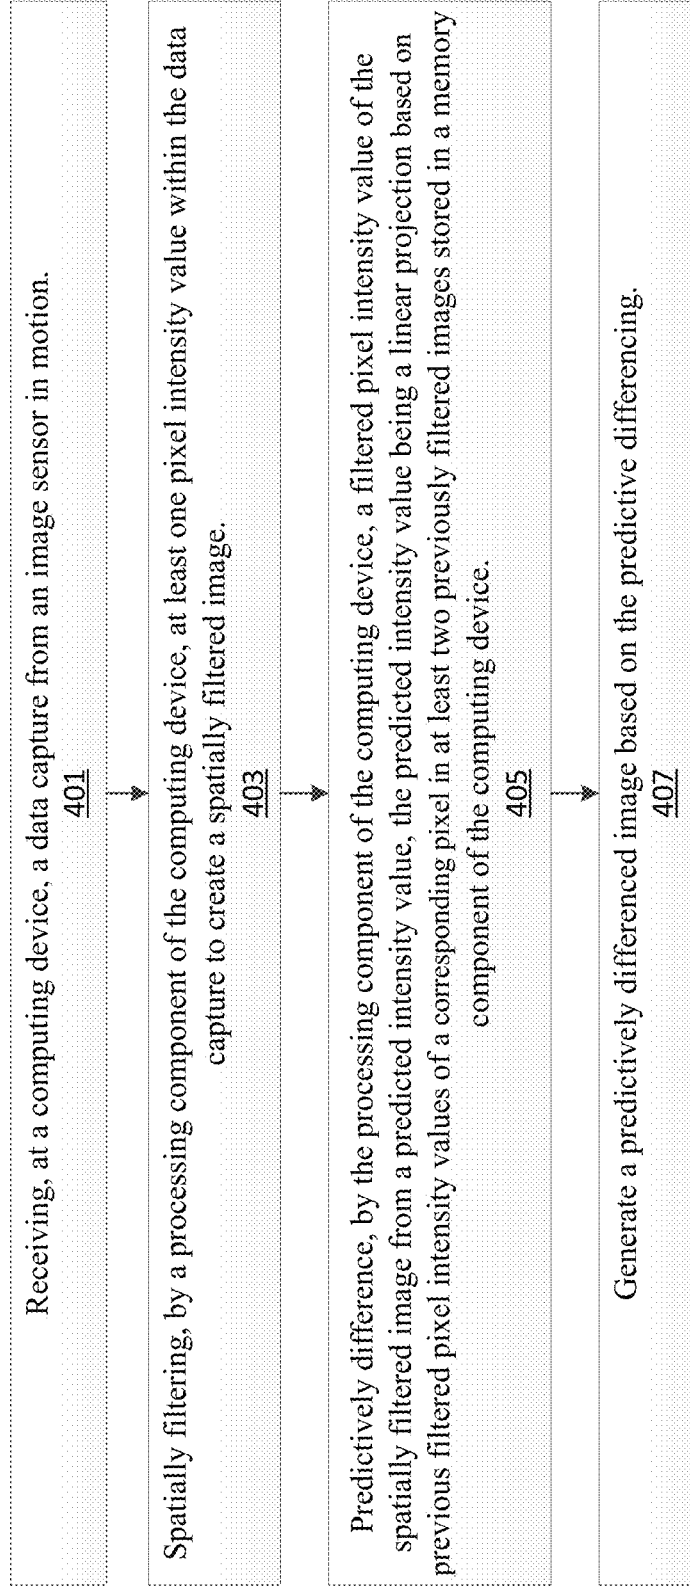 Receiving, at a computing device, a data capture from an image sensor in motion.
401
Spatially filtering, by a processing component of the computing device, at least one pixel intensity value within the data
capture to create a spatially filtered image.
403
Predictively difference, by the processing component of the computing device, a filtered pixel intensity value of the
spatially filtered image from a predicted intensity value, the predicted intensity value being a linear projection based on
previous filtered pixel intensity values of a corresponding pixel in at least two previously filtered images stored in a memory
component of the computing device.
405
Generate a predictively differenced image based on the predictive differencing.
407